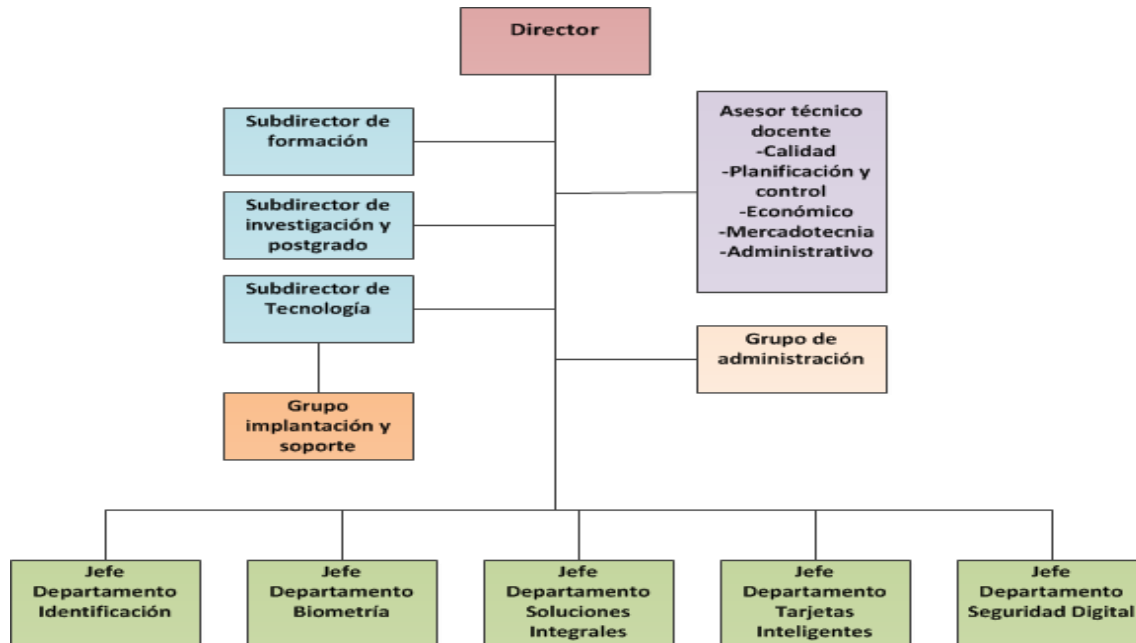 Director
Subdirector de
formación
Asesor técnico
docente
-Calidad
-Planificación y
control
-Económico
-Mercadotecnia
-Administrativo
Subdirector de
investigación y
postgrado
Subdirector de
Tecnología
Grupo de
administración
Grupo
implantación y
soporte
Jefe
Departamento
Identificación
Jefe
Departamento
Biometría
Jefe
Departamento
Soluciones
Integrales
Jefe
Departamento
Tarjetas
Inteligentes
Jefe
Departamento
Seguridad Digital